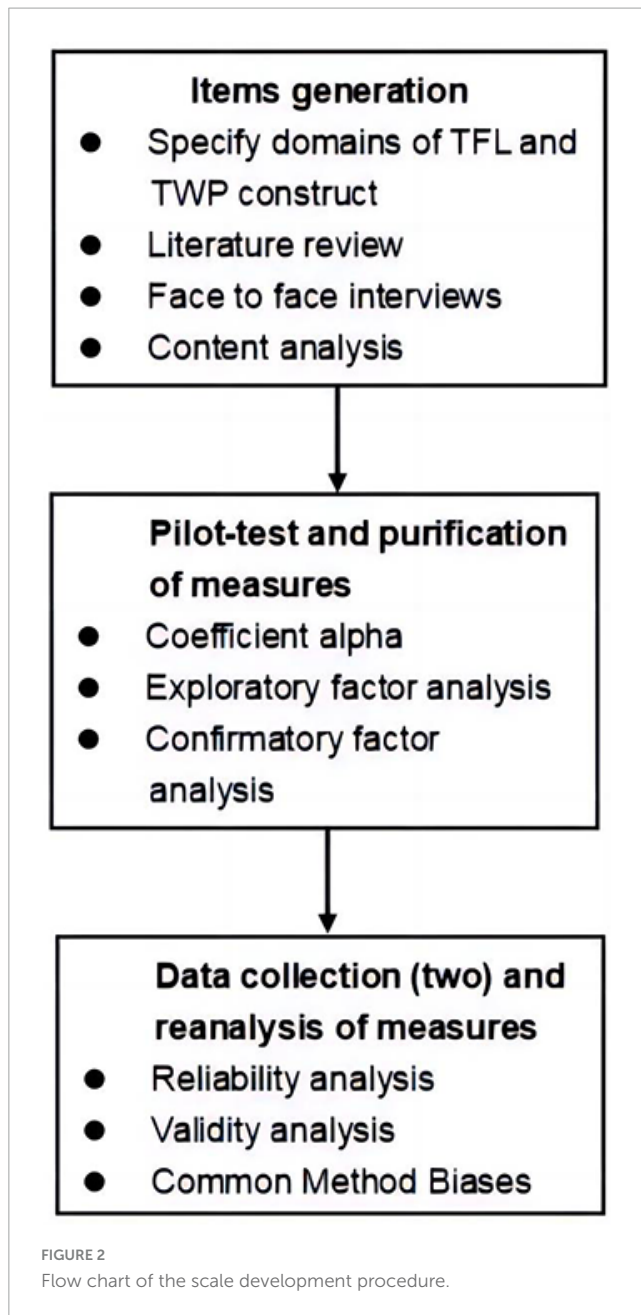 Items generation
● Specify domains of TFL and
TWP construct
● Literature review
● Face to face interviews
● Content analysis
Pilot-test and purification
of measures
● Coefficient alpha
● Exploratory factor analysis
● Confirmatory factor
analysis
Data collection (two) and
reanalysis of measures
● Reliability analysis
● Validity analysis
● Common Method Biases
FIGURE 2
Flow chart of the scale development procedure.